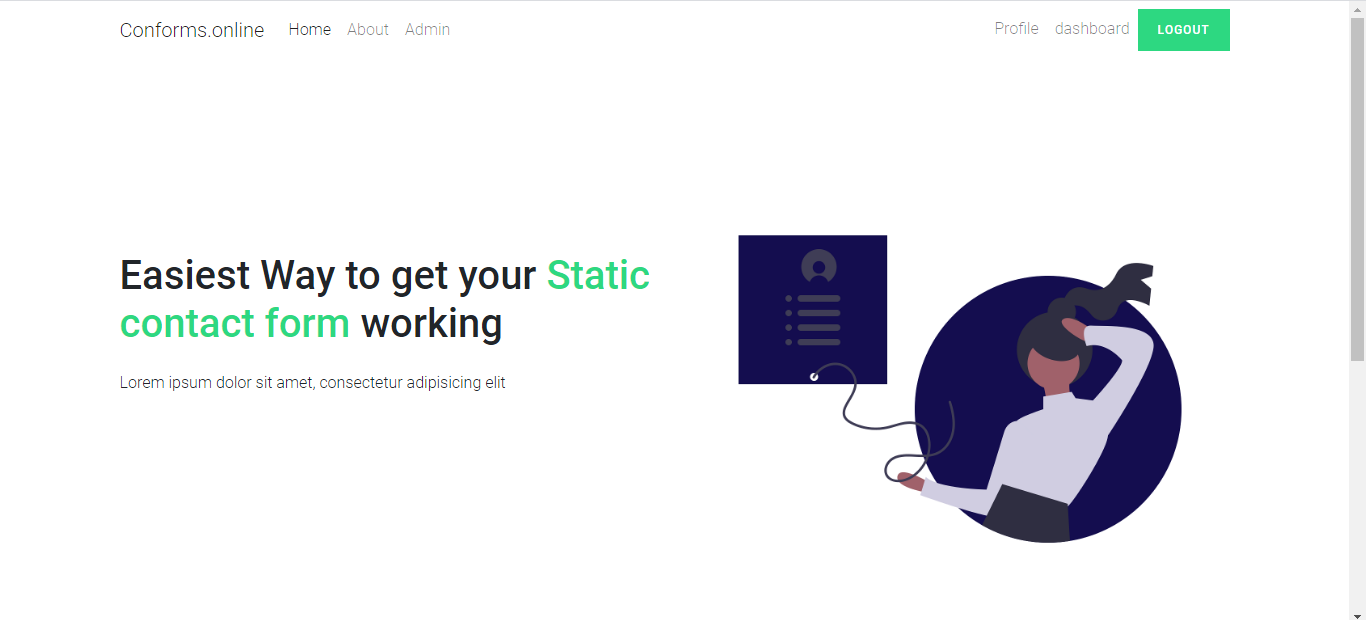 Conforms.online Home About Admin Profile dashboard LOGOUT
Easiest Way to get your Static
contact form working
Lorem ipsum dolor sit amet, consectetur adipisicing elit